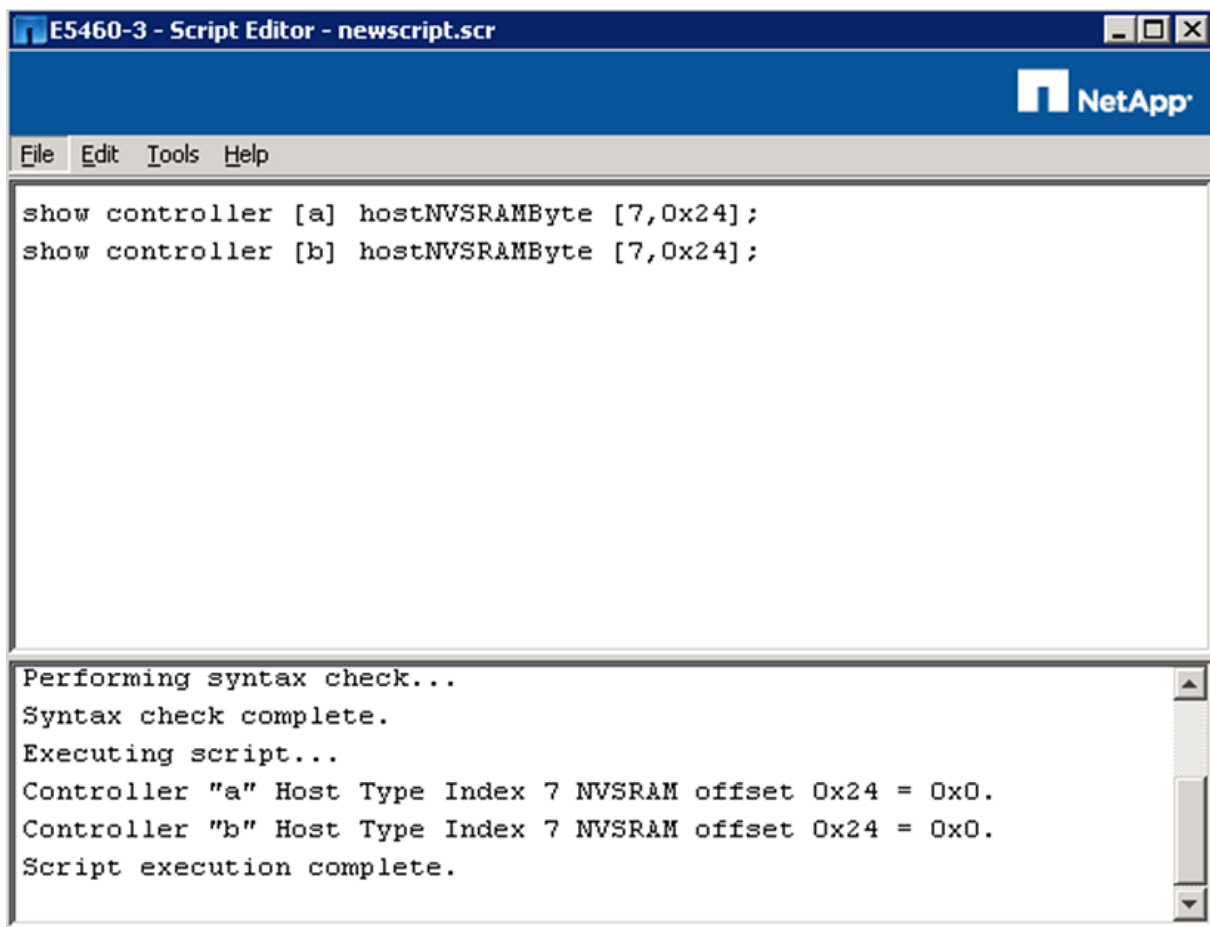 E5460-3 - Script Editor - newscript.scr
NetApp
File Edit Tools Help
show controller [a] hostNVSRAMByte [7,0x24];
show controller [b] hostNVSRAMByte [7,0x24];
Performing syntax check...
Syntax check complete.
Executing script...
Controller "a" Host Type Index 7 NVSRAM offset 0x24 = 0x0.
Controller "b" Host Type Index 7 NVSRAM offset 0x24 = 0x0.
Script execution complete.